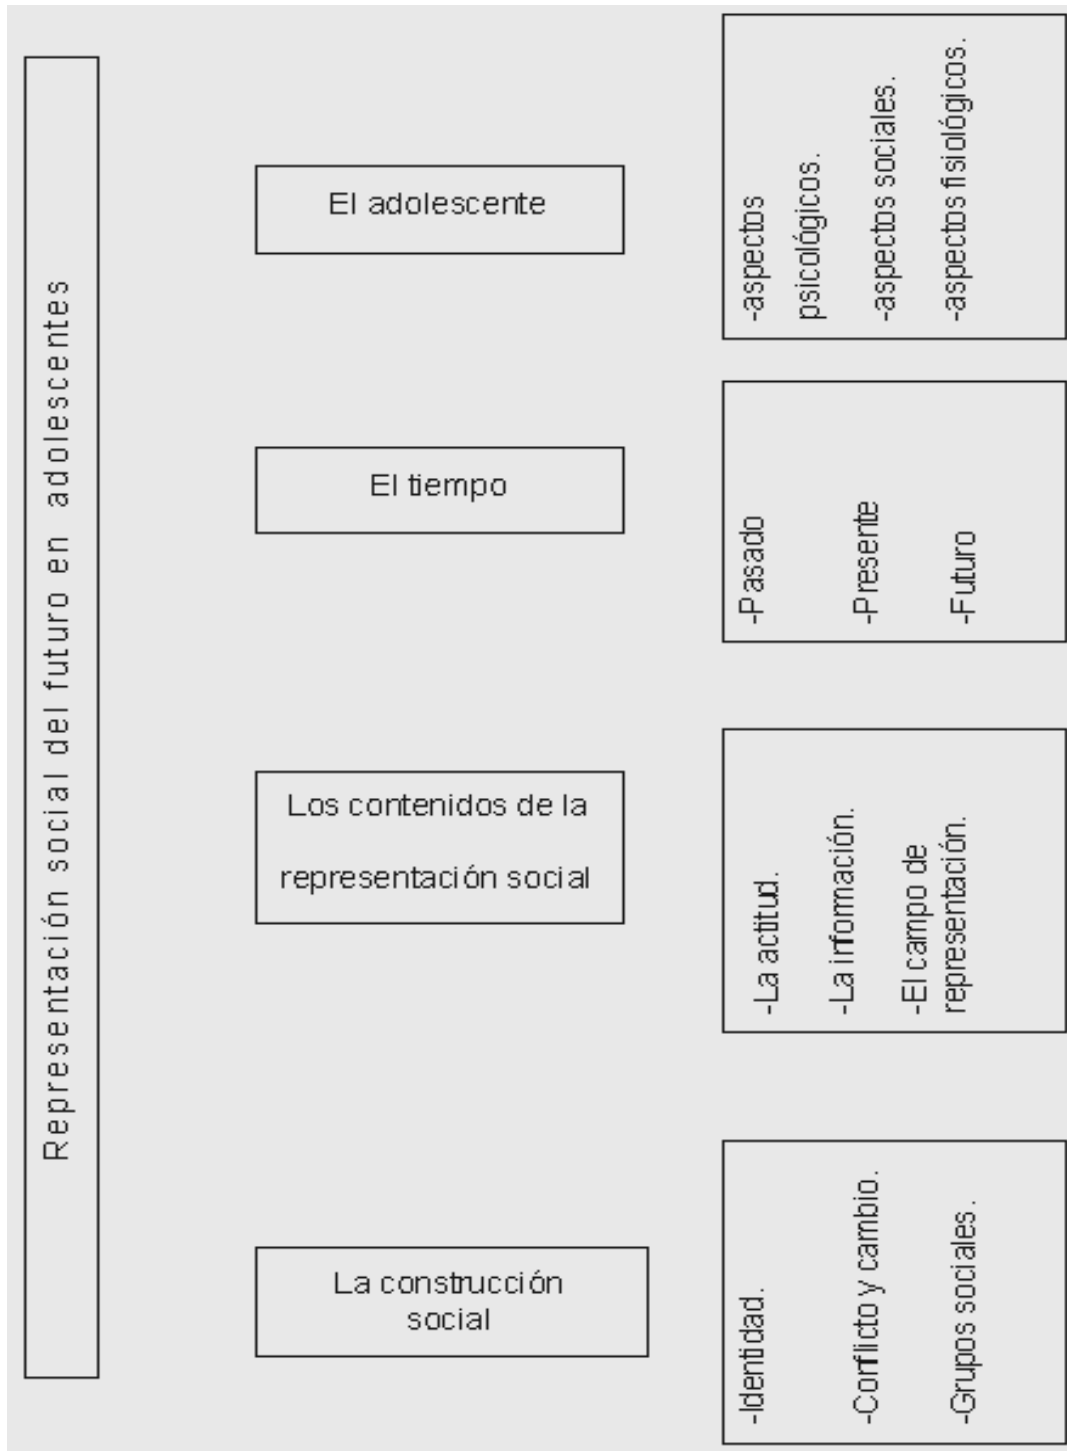 Representación social del futuro en adolescentes
El adolescente
-aspectos
psicológicos.
-aspectos sociales.
-aspectos fisiológicos.
El tiempo
-Pasado
-Presente
-Futuro
Los contenidos de la
representación social
-La actitud.
-La información.
-El campo de
representación.
La construcción
social
-Identidad.
-Conflicto y cambio.
-Grupos sociales.